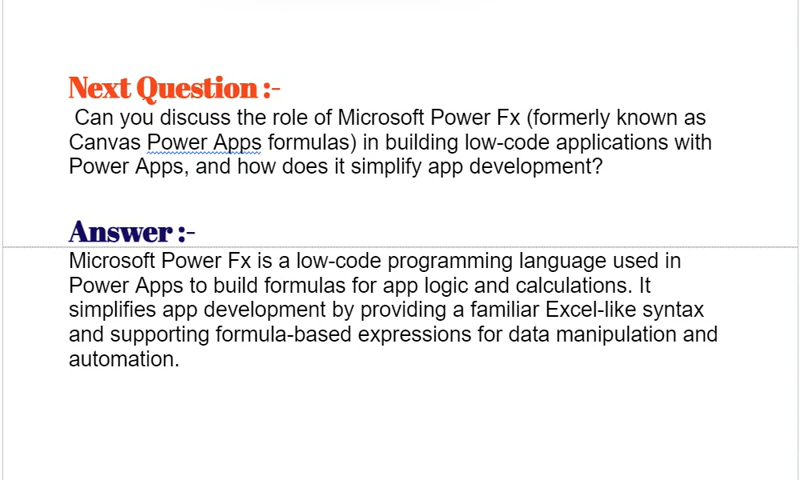 Next Question :-
Can you discuss the role of Microsoft Power Fx (formerly known as
Canvas Power Apps formulas) in building low-code applications with
Power Apps, and how does it simplify app development?
Answer :-
Microsoft Power Fx is a low-code programming language used in
Power Apps to build formulas for app logic and calculations. It
simplifies app development by providing a familiar Excel-like syntax
and supporting formula-based expressions for data manipulation and
automation.